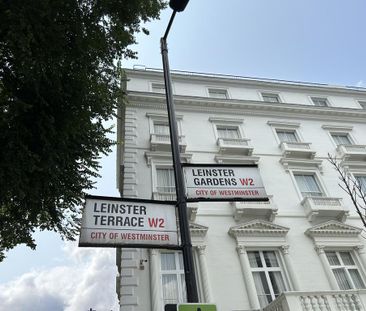 LEINSTER
GARDENS W2
CITY OF WESTMINSTER
LEINSTER
TERRACE W2
CITY OF WESTMINSTER